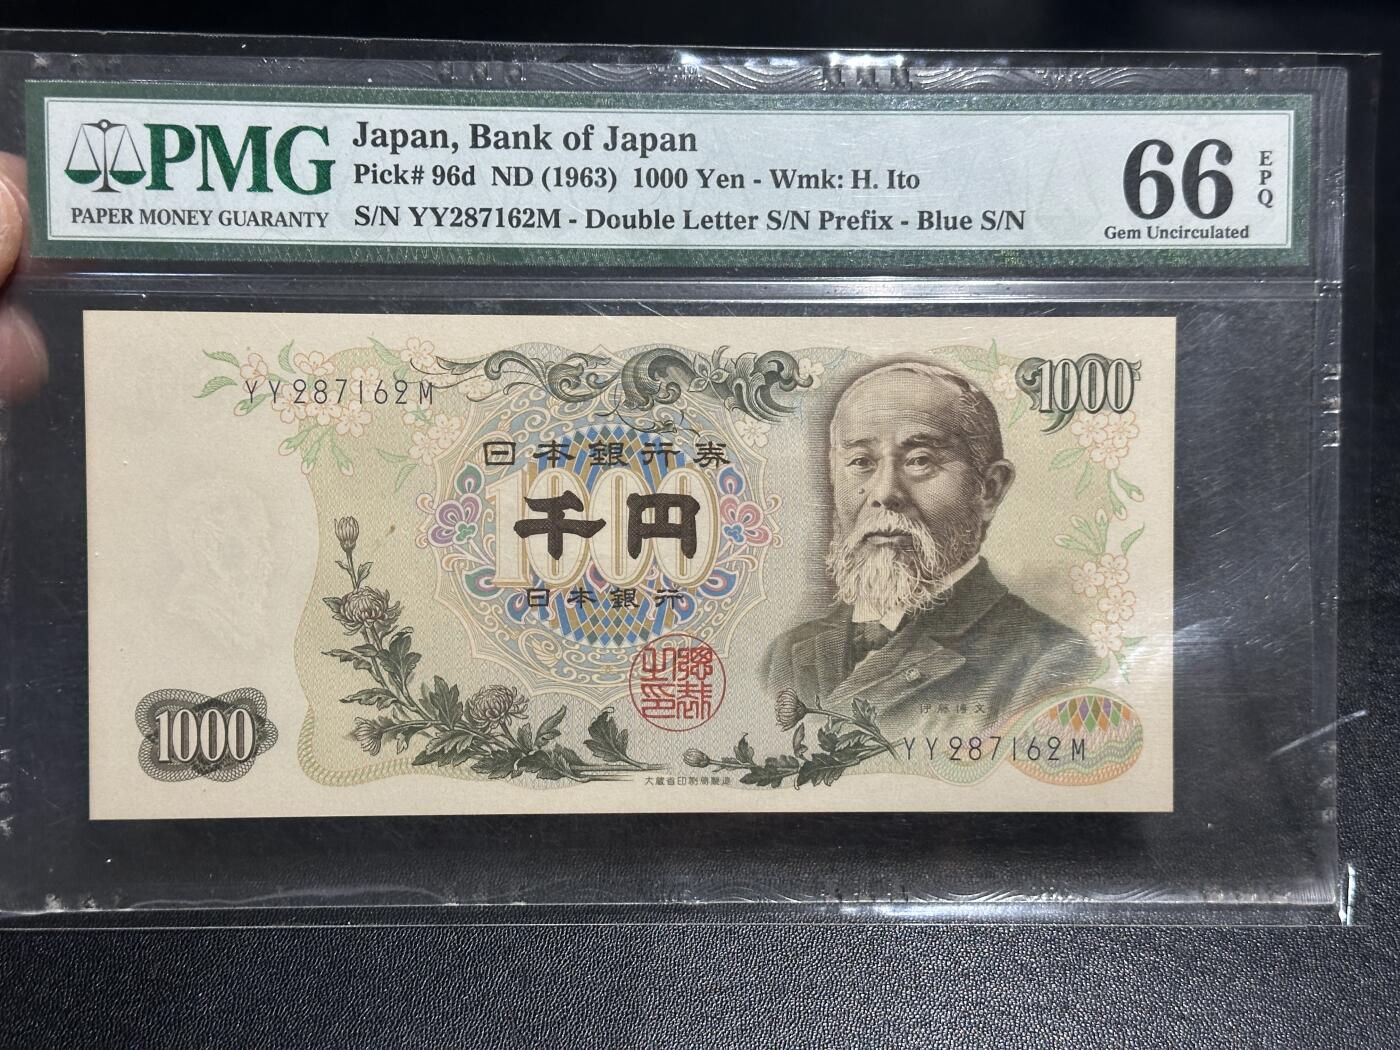 PMG
PAPER MONEY GUARANTY
Japan, Bank of Japan
Pick# 96d ND (1963) 1000 Yen - Wmk: H. Ito
S/N YY287162M - Double Letter S/N Prefix - Blue S/N
66
EPQ
Gem Uncirculated
YY287162M
1000
日本銀行券
1000
千円
日本銀行
伊藤博文
1000
YY287162M
大蔵省印刷局製造